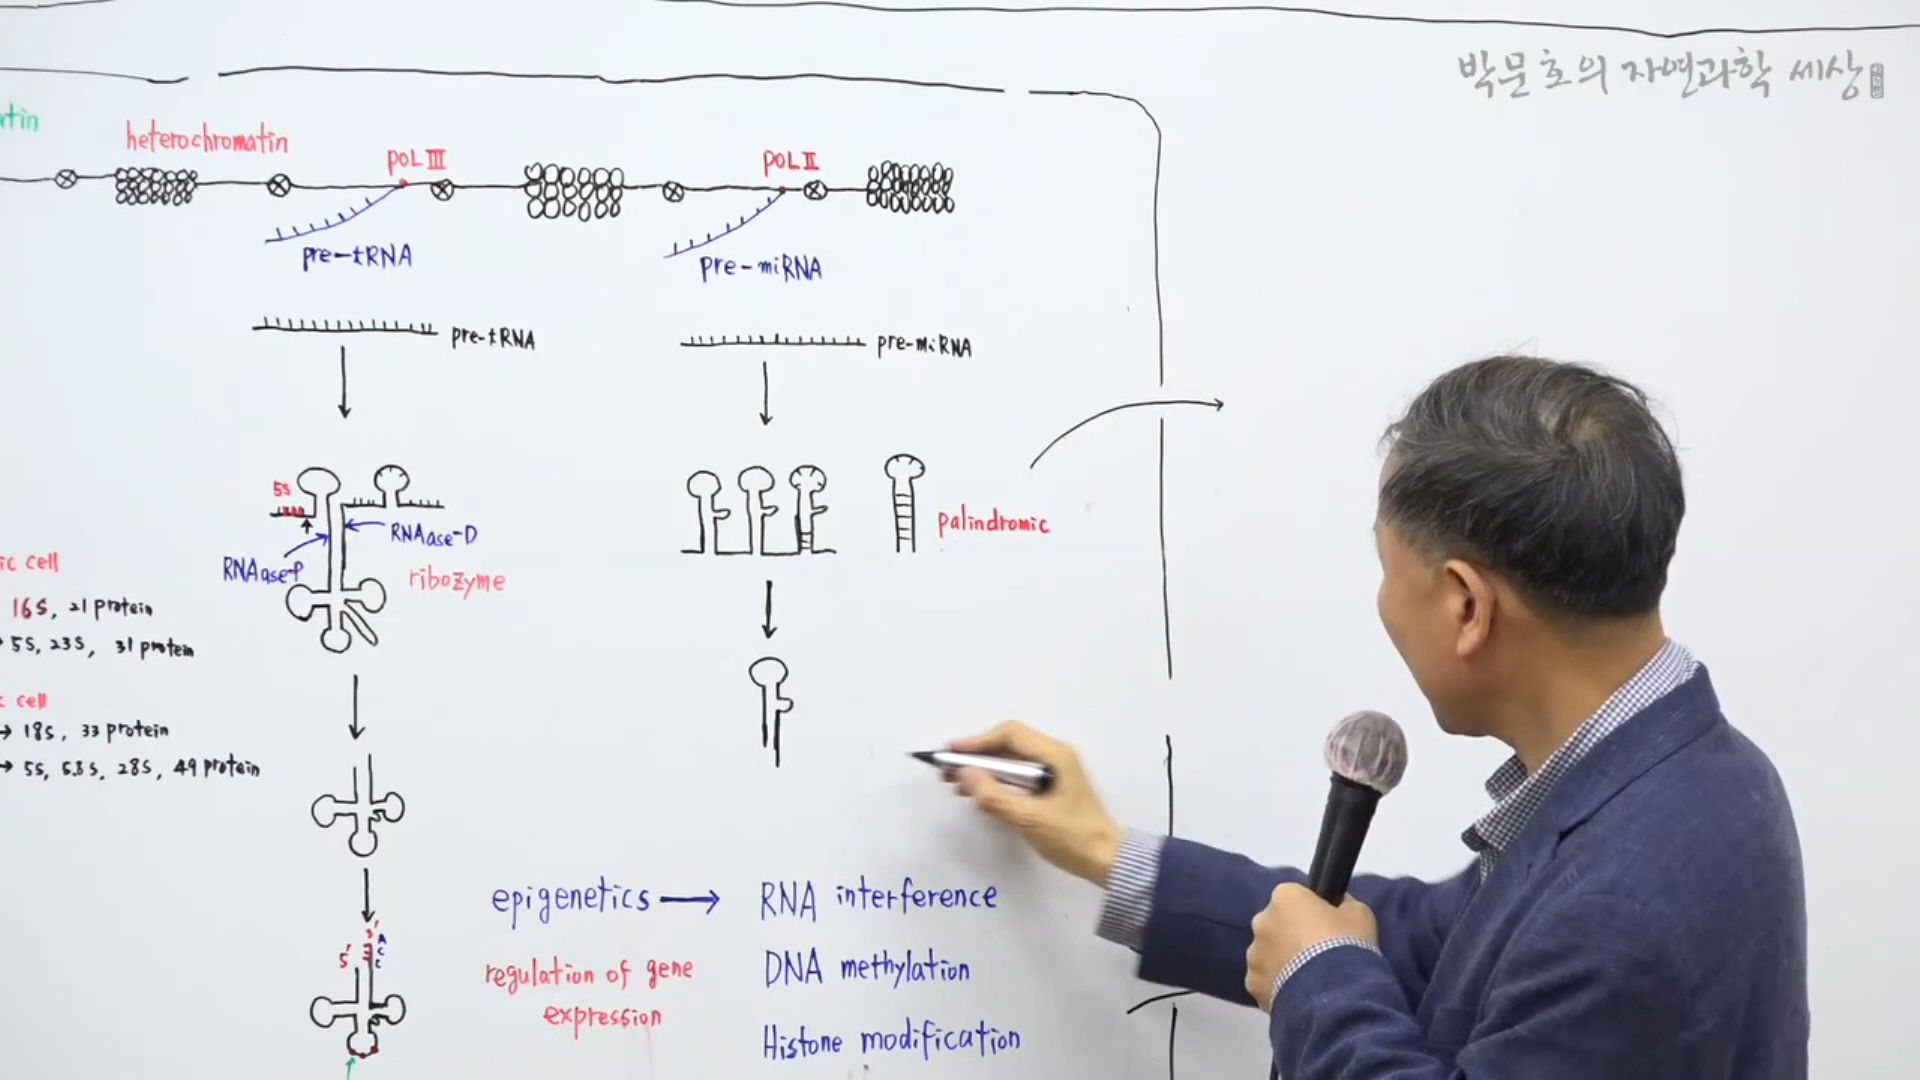 박문호의 자연과학 세상
atin
heterochromatin
POL III
POL II
pre-tRNA
pre-miRNA
pre-tRNA
pre-miRNA
5S
RNAase-D
RNAase-P
ribozyme
palindromic
ic cell
16S, 21 protein
→ 5S, 23S, 31 protein
c cell
→ 18S, 33 protein
→ 5S, 5.8S, 28S, 49 protein
5'
3'
A
C
C
epigenetics → RNA interference
regulation of gene
expression
DNA methylation
Histone modification